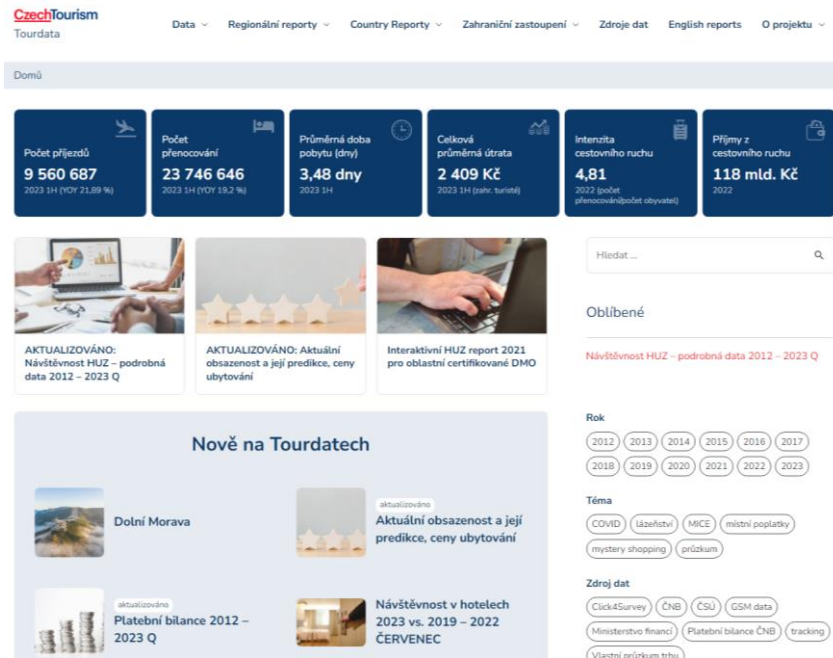 CzechTourism
Tourdata
Data
Regionální reporty
Country Reporty
Zahraniční zastoupení
Zdroje dat
English reports
O projektu
Domů
Počet příjezdů
9 560 687
2023 1H (YOY 21,89 %)
Počet
přenocování
23 746 646
2023 1H (YOY 19,2 %)
Průměrná doba
pobytu (dny)
3,48 dny
2023 1H
Celková
průměrná útrata
2 409 Kč
2023 1H (zahr. turisté)
Intenzita
cestovního ruchu
4,81
2022 (počet
přenocování/počet obyvatel)
Příjmy z
cestovního ruchu
118 mld. Kč
2022
AKTUALIZOVÁNO:
Návštěvnost HUZ – podrobná
data 2012 – 2023 Q
AKTUALIZOVÁNO: Aktuální
obsazenost a její predikce, ceny
ubytování
Interaktivní HUZ report 2021
pro oblastní certifikované DMO
Hledat ...
Oblíbené
Návštěvnost HUZ – podrobná data 2012 – 2023 Q
Nově na Tourdatech
Dolní Morava
aktualizováno
Aktuální obsazenost a její
predikce, ceny ubytování
aktualizováno
Platební bilance 2012 –
2023 Q
Návštěvnost v hotelech
2023 vs. 2019 – 2022
ČERVENEC
Rok
2012 2013 2014 2015 2016 2017
2018 2019 2020 2021 2022 2023
Téma
COVID lázeňství MICE místní poplatky
mystery shopping průzkum
Zdroj dat
Click4Survey ČNB ČSÚ GSM data
Ministerstvo financí Platební bilance ČNB tracking
Vlastní průzkum trhu